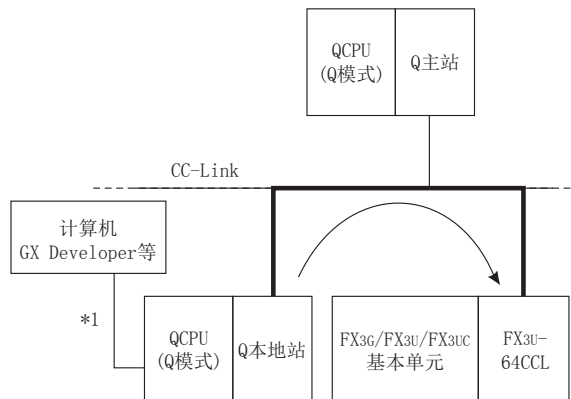 QCPU
(Q模式)
Q主站
CC-Link
计算机
GX Developer等
*1
QCPU
(Q模式)
Q本地站
FX3G/FX3U/FX3UC
基本单元
FX3U-
64CCL